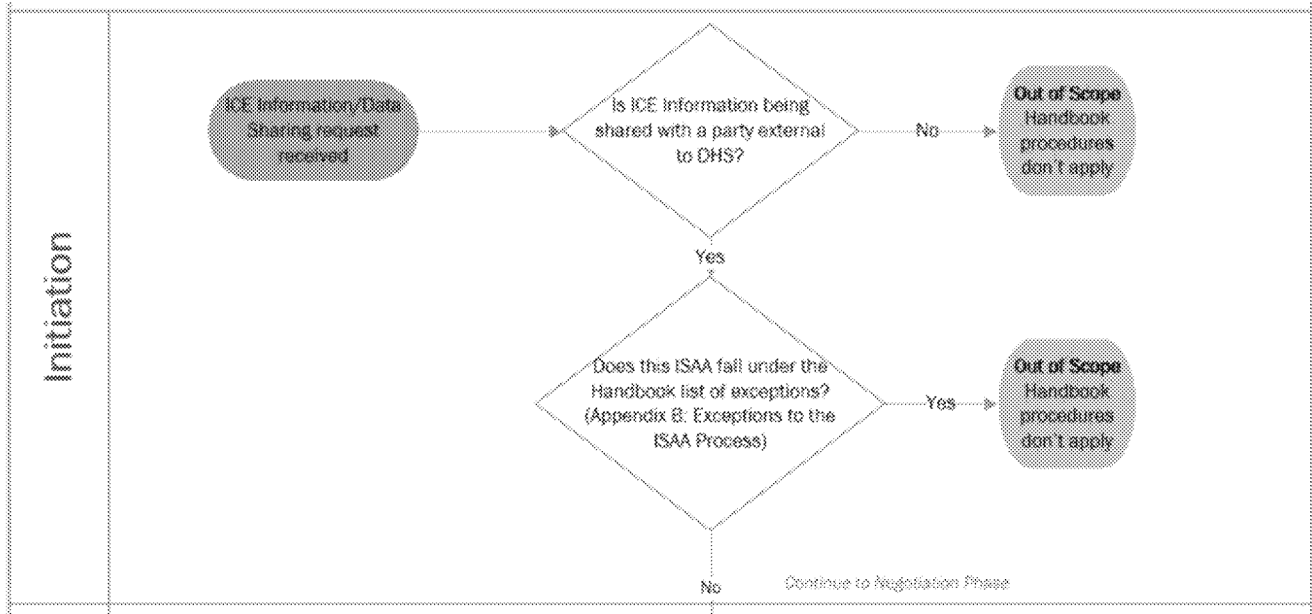 Initiation
ICE Information/Data
Sharing request
received
Is ICE Information being
shared with a party external
to DHS?
No
Out of Scope
Handbook
procedures
don't apply
Yes
Does this ISAA fall under the
Handbook list of exceptions?
(Appendix B: Exceptions to the
ISAA Process)
Yes
Out of Scope
Handbook
procedures
don't apply
No
Continue to Negotiation Phase